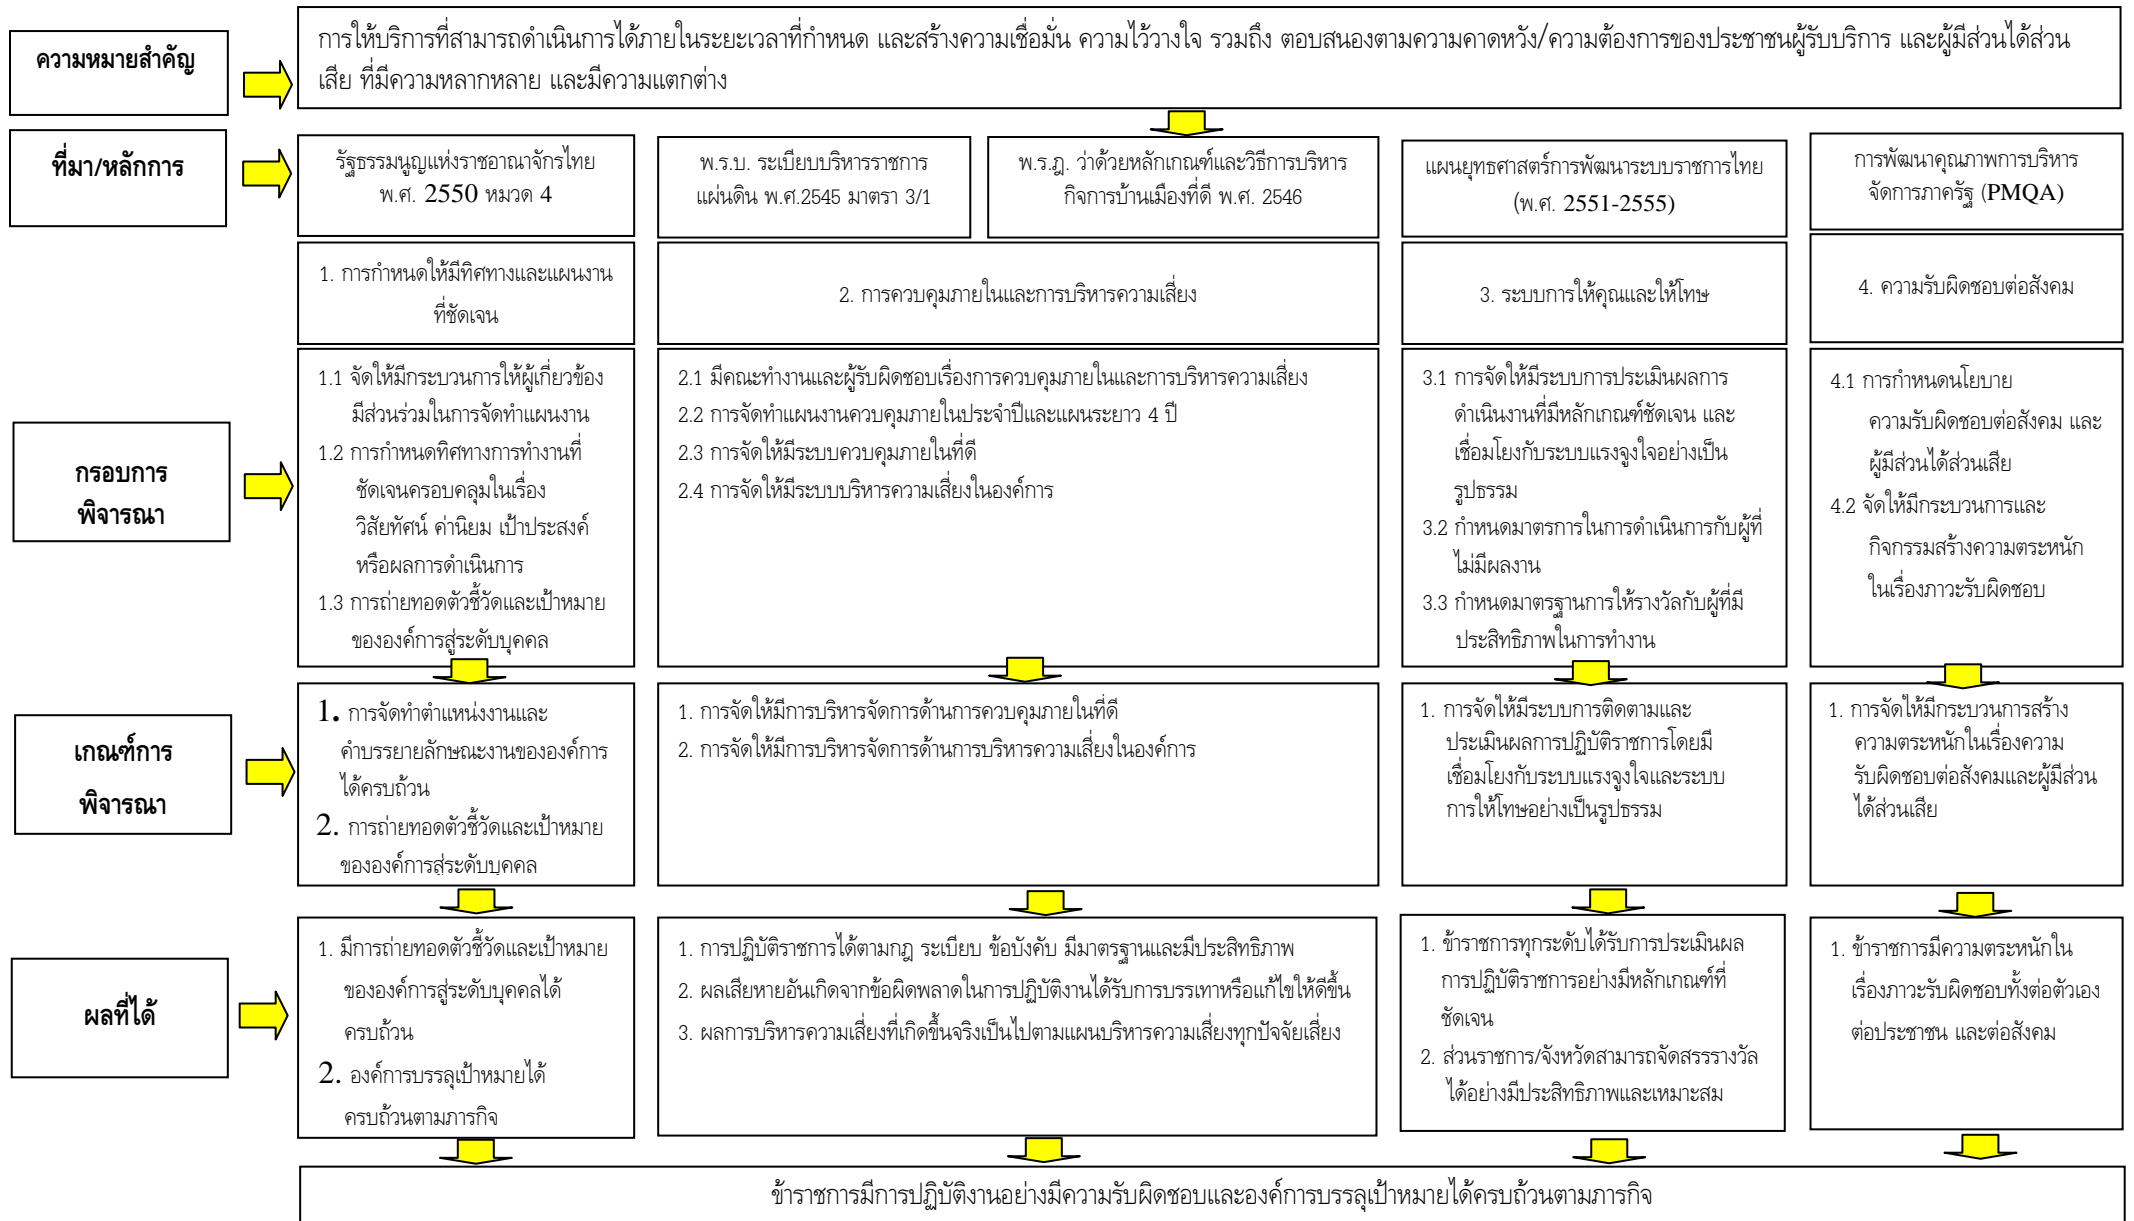 ความหมายสำคัญ
การให้บริการที่สามารถดำเนินการได้ภายในระยะเวลาที่กำหนด และสร้างความเชื่อมั่น ความไว้วางใจ รวมถึง ตอบสนองตามความคาดหวัง/ความต้องการของประชาชนผู้รับบริการ และผู้มีส่วนได้ส่วน
เสีย ที่มีความหลากหลาย และมีความแตกต่าง
ที่มา/หลักการ
รัฐธรรมนูญแห่งราชอาณาจักรไทย
พ.ศ. 2550 หมวด 4
พ.ร.บ. ระเบียบบริหารราชการ
แผ่นดิน พ.ศ.2545 มาตรา 3/1
พ.ร.ฎ. ว่าด้วยหลักเกณฑ์และวิธีการบริหาร
กิจการบ้านเมืองที่ดี พ.ศ. 2546
แผนยุทธศาสตร์การพัฒนาระบบราชการไทย
(พ.ศ. 2551-2555)
การพัฒนาคุณภาพการบริหาร
จัดการภาครัฐ (PMQA)
1. การกำหนดให้มีทิศทางและแผนงาน
ที่ชัดเจน
2. การควบคุมภายในและการบริหารความเสี่ยง
3. ระบบการให้คุณและให้โทษ
4. ความรับผิดชอบต่อสังคม
กรอบการ
พิจารณา
1.1 จัดให้มีกระบวนการให้ผู้เกี่ยวข้อง
มีส่วนร่วมในการจัดทำแผนงาน
1.2 การกำหนดทิศทางการทำงานที่
ชัดเจนครอบคลุมในเรื่อง
วิสัยทัศน์ ค่านิยม เป้าประสงค์
หรือผลการดำเนินการ
1.3 การถ่ายทอดตัวชี้วัดและเป้าหมาย
ขององค์การสู่ระดับบุคคล
2.1 มีคณะทำงานและผู้รับผิดชอบเรื่องการควบคุมภายในและการบริหารความเสี่ยง
2.2 การจัดทำแผนงานควบคุมภายในประจำปีและแผนระยะยาว 4 ปี
2.3 การจัดให้มีระบบควบคุมภายในที่ดี
2.4 การจัดให้มีระบบบริหารความเสี่ยงในองค์การ
3.1 การจัดให้มีระบบการประเมินผลการ
ดำเนินงานที่มีหลักเกณฑ์ชัดเจน และ
เชื่อมโยงกับระบบแรงจูงใจอย่างเป็น
รูปธรรม
3.2 กำหนดมาตรการในการดำเนินการกับผู้ที่
ไม่มีผลงาน
3.3 กำหนดมาตรฐานการให้รางวัลกับผู้ที่มี
ประสิทธิภาพในการทำงาน
4.1 การกำหนดนโยบาย
ความรับผิดชอบต่อสังคม และ
ผู้มีส่วนได้ส่วนเสีย
4.2 จัดให้มีกระบวนการและ
กิจกรรมสร้างความตระหนัก
ในเรื่องภาวะรับผิดชอบ
เกณฑ์การ
พิจารณา
1. การจัดทำตำแหน่งงานและ
คำบรรยายลักษณะงานขององค์การ
ได้ครบถ้วน
2. การถ่ายทอดตัวชี้วัดและเป้าหมาย
ขององค์การสู่ระดับบุคคล
1. การจัดให้มีการบริหารจัดการด้านการควบคุมภายในที่ดี
2. การจัดให้มีการบริหารจัดการด้านการบริหารความเสี่ยงในองค์การ
1. การจัดให้มีระบบการติดตามและ
ประเมินผลการปฏิบัติราชการโดยมี
เชื่อมโยงกับระบบแรงจูงใจและระบบ
การให้โทษอย่างเป็นรูปธรรม
1. การจัดให้มีกระบวนการสร้าง
ความตระหนักในเรื่องความ
รับผิดชอบต่อสังคมและผู้มีส่วน
ได้ส่วนเสีย
ผลที่ได้
1. มีการถ่ายทอดตัวชี้วัดและเป้าหมาย
ขององค์การสู่ระดับบุคคลได้
ครบถ้วน
2. องค์การบรรลุเป้าหมายได้
ครบถ้วนตามภารกิจ
1. การปฏิบัติราชการได้ตามกฎ ระเบียบ ข้อบังคับ มีมาตรฐานและมีประสิทธิภาพ
2. ผลเสียหายอันเกิดจากข้อผิดพลาดในการปฏิบัติงานได้รับการบรรเทาหรือแก้ไขให้ดีขึ้น
3. ผลการบริหารความเสี่ยงที่เกิดขึ้นจริงเป็นไปตามแผนบริหารความเสี่ยงทุกปัจจัยเสี่ยง
1. ข้าราชการทุกระดับได้รับการประเมินผล
การปฏิบัติราชการอย่างมีหลักเกณฑ์ที่
ชัดเจน
2. ส่วนราชการ/จังหวัดสามารถจัดสรรรางวัล
ได้อย่างมีประสิทธิภาพและเหมาะสม
1. ข้าราชการมีความตระหนักใน
เรื่องภาวะรับผิดชอบทั้งต่อตัวเอง
ต่อประชาชน และต่อสังคม
ข้าราชการมีการปฏิบัติงานอย่างมีความรับผิดชอบและองค์การบรรลุเป้าหมายได้ครบถ้วนตามภารกิจ